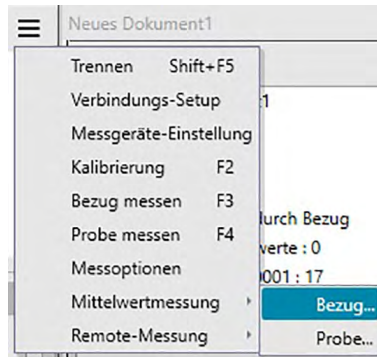 Neues Dokument1
Trennen Shift+F5
Verbindungs-Setup
Messgeräte-Einstellung
Kalibrierung F2
Bezug messen F3
Probe messen F4
Messoptionen
Mittelwertmessung
Remote-Messung
durch Bezug
werte : 0
0001 : 17
Bezug...
Probe...